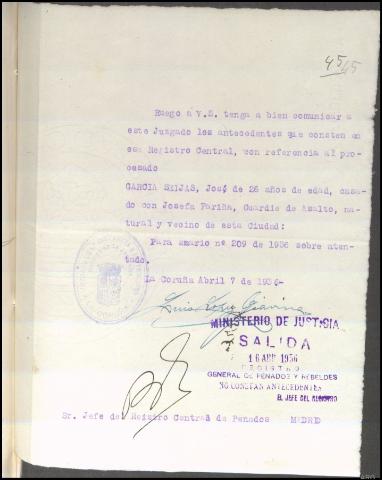 45
45
Ruego a V.S. tenga a bien comunicar a
este Juzgado los antecedentes que consten en
ese Registro Central, con referencia al pro-
cesado
GARCIA SEIJAS, José de 26 años de edad, casa-
do con Josefa Fariña, Guardia de Asalto, na-
tural y vecino de esta Ciudad:
Para smario nº 209 de 1936 sobre aten-
tado.
La Coruña Abril 7 de 1936-
MINISTERIO DE JUSTICIA
SALIDA
16 ABR 1936
REGISTRO
GENERAL DE PENADOS Y REBELDES
NO CONSTAN ANTECEDENTES
EL JEFE DEL REGISTRO
Sr. Jefe del Registro Central de Penados MADRID